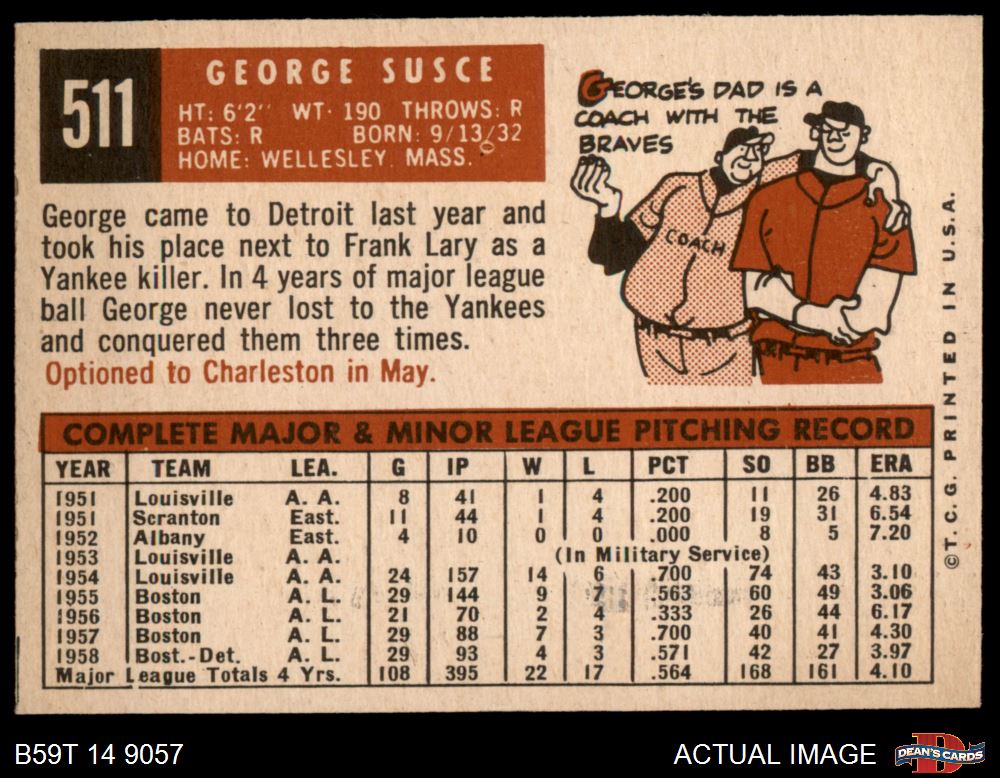 511
GEORGE SUSCE
HT: 6'2" WT· 190 THROWS: R
BATS: R BORN: 9/13/32
HOME: WELLESLEY, MASS.
GEORGE'S DAD IS A
COACH WITH THE
BRAVES
COACH
George came to Detroit last year and
took his place next to Frank Lary as a
Yankee killer. In 4 years of major league
ball George never lost to the Yankees
and conquered them three times.
Optioned to Charleston in May.
COMPLETE MAJOR & MINOR LEAGUE PITCHING RECORD
YEAR TEAM LEA. G IP W L PCT SO BB ERA
1951 Louisville A. A. 8 41 1 4 .200 11 26 4.83
1951 Scranton East. 11 44 1 4 .200 19 31 6.54
1952 Albany East. 4 10 0 0 .000 8 5 7.20
1953 Louisville A. A. (In Military Service)
1954 Louisville A. A. 24 157 14 6 .700 74 43 3.10
1955 Boston A. L. 29 144 9 7 .563 60 49 3.06
1956 Boston A. L. 21 70 2 4 .333 26 44 6.17
1957 Boston A. L. 29 88 7 3 .700 40 41 4.30
1958 Bost.-Det. A. L. 29 93 4 3 .571 42 27 3.97
Major League Totals 4 Yrs. 108 395 22 17 .564 168 161 4.10
©T. C. G. PRINTED IN U.S.A.
B59T 14 9057
ACTUAL IMAGE
DEAN'S CARDS